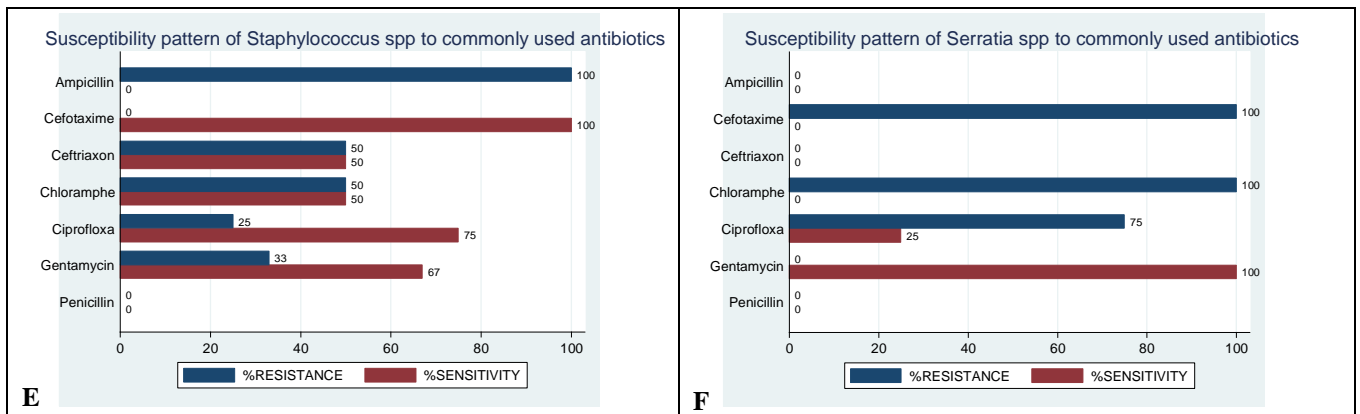 Susceptibility pattern of Staphylococcus spp to commonly used antibiotics
Ampicillin
100
0
Cefotaxime
0
100
Ceftriaxon
50
50
Chloramphe
50
50
Ciprofloxa
25
75
Gentamycin
33
67
Penicillin
0
0
0 20 40 60 80 100
%RESISTANCE %SENSITIVITY
E
Susceptibility pattern of Serratia spp to commonly used antibiotics
Ampicillin
0
0
Cefotaxime
100
0
Ceftriaxon
0
0
Chloramphe
100
0
Ciprofloxa
75
25
Gentamycin
0
100
Penicillin
0
0
0 20 40 60 80 100
%RESISTANCE %SENSITIVITY
F